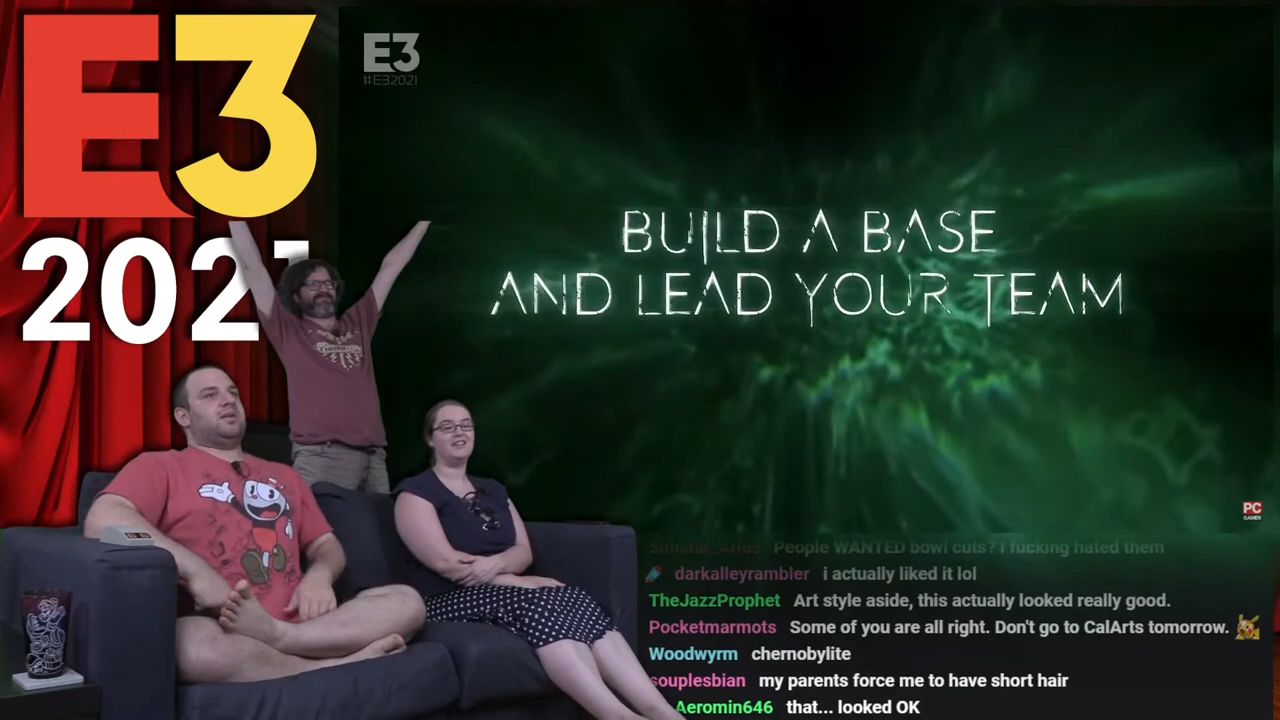 E3
2021
E3
#E32021
BUILD A BASE
AND LEAD YOUR TEAM
PC
GAMER
People WANTED bowl cuts? I fucking hated them
darkalleyrambler i actually liked it lol
TheJazzProphet Art style aside, this actually looked really good.
Pocketmarmots Some of you are all right. Don't go to CalArts tomorrow.
Woodwyrm chernobylite
souplesbian my parents force me to have short hair
Aeromin646 that... looked OK